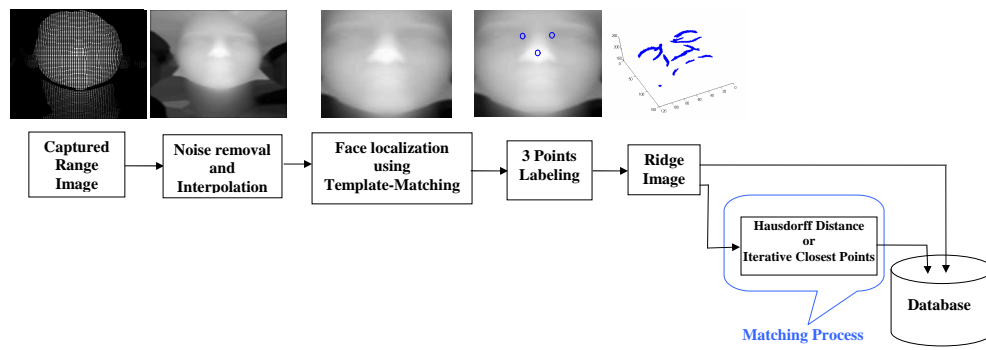 Captured
Range
Image
Noise removal
and
Interpolation
Face localization
using
Template-Matching
3 Points
Labeling
Ridge
Image
Hausdorff Distance
or
Iterative Closest Points
Database
Matching Process